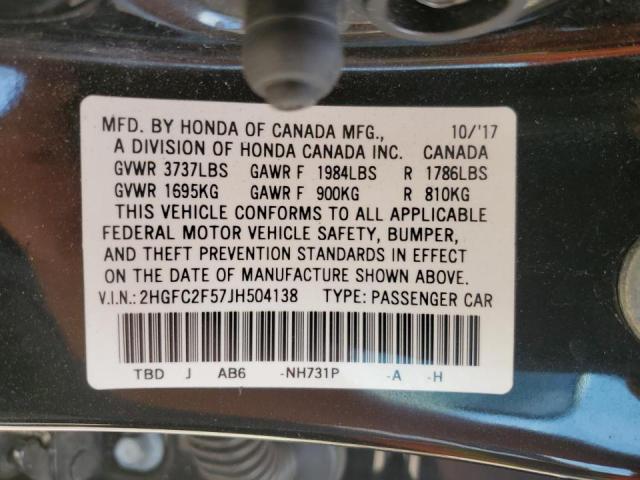 MFD. BY HONDA OF CANADA MFG., 10/'17
A DIVISION OF HONDA CANADA INC. CANADA
GVWR 3737LBS GAWR F 1984LBS R 1786LBS
GVWR 1695KG GAWR F 900KG R 810KG
THIS VEHICLE CONFORMS TO ALL APPLICABLE
FEDERAL MOTOR VEHICLE SAFETY, BUMPER,
AND THEFT PREVENTION STANDARDS IN EFFECT
ON THE DATE OF MANUFACTURE SHOWN ABOVE.
V.I.N.: 2HGFC2F57JH504138 TYPE: PASSENGER CAR
TBD J AB6 -NH731P -A -H